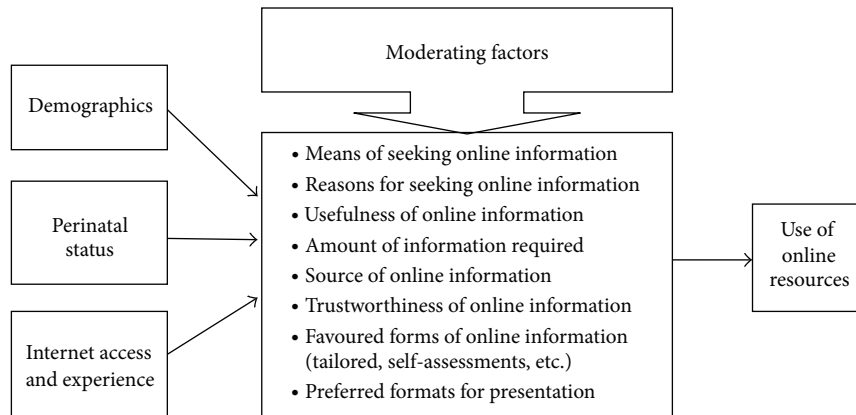 Moderating factors
Demographics
Perinatal
status
Internet access
and experience
• Means of seeking online information
• Reasons for seeking online information
• Usefulness of online information
• Amount of information required
• Source of online information
• Trustworthiness of online information
• Favoured forms of online information
(tailored, self-assessments, etc.)
• Preferred formats for presentation
Use of
online
resources